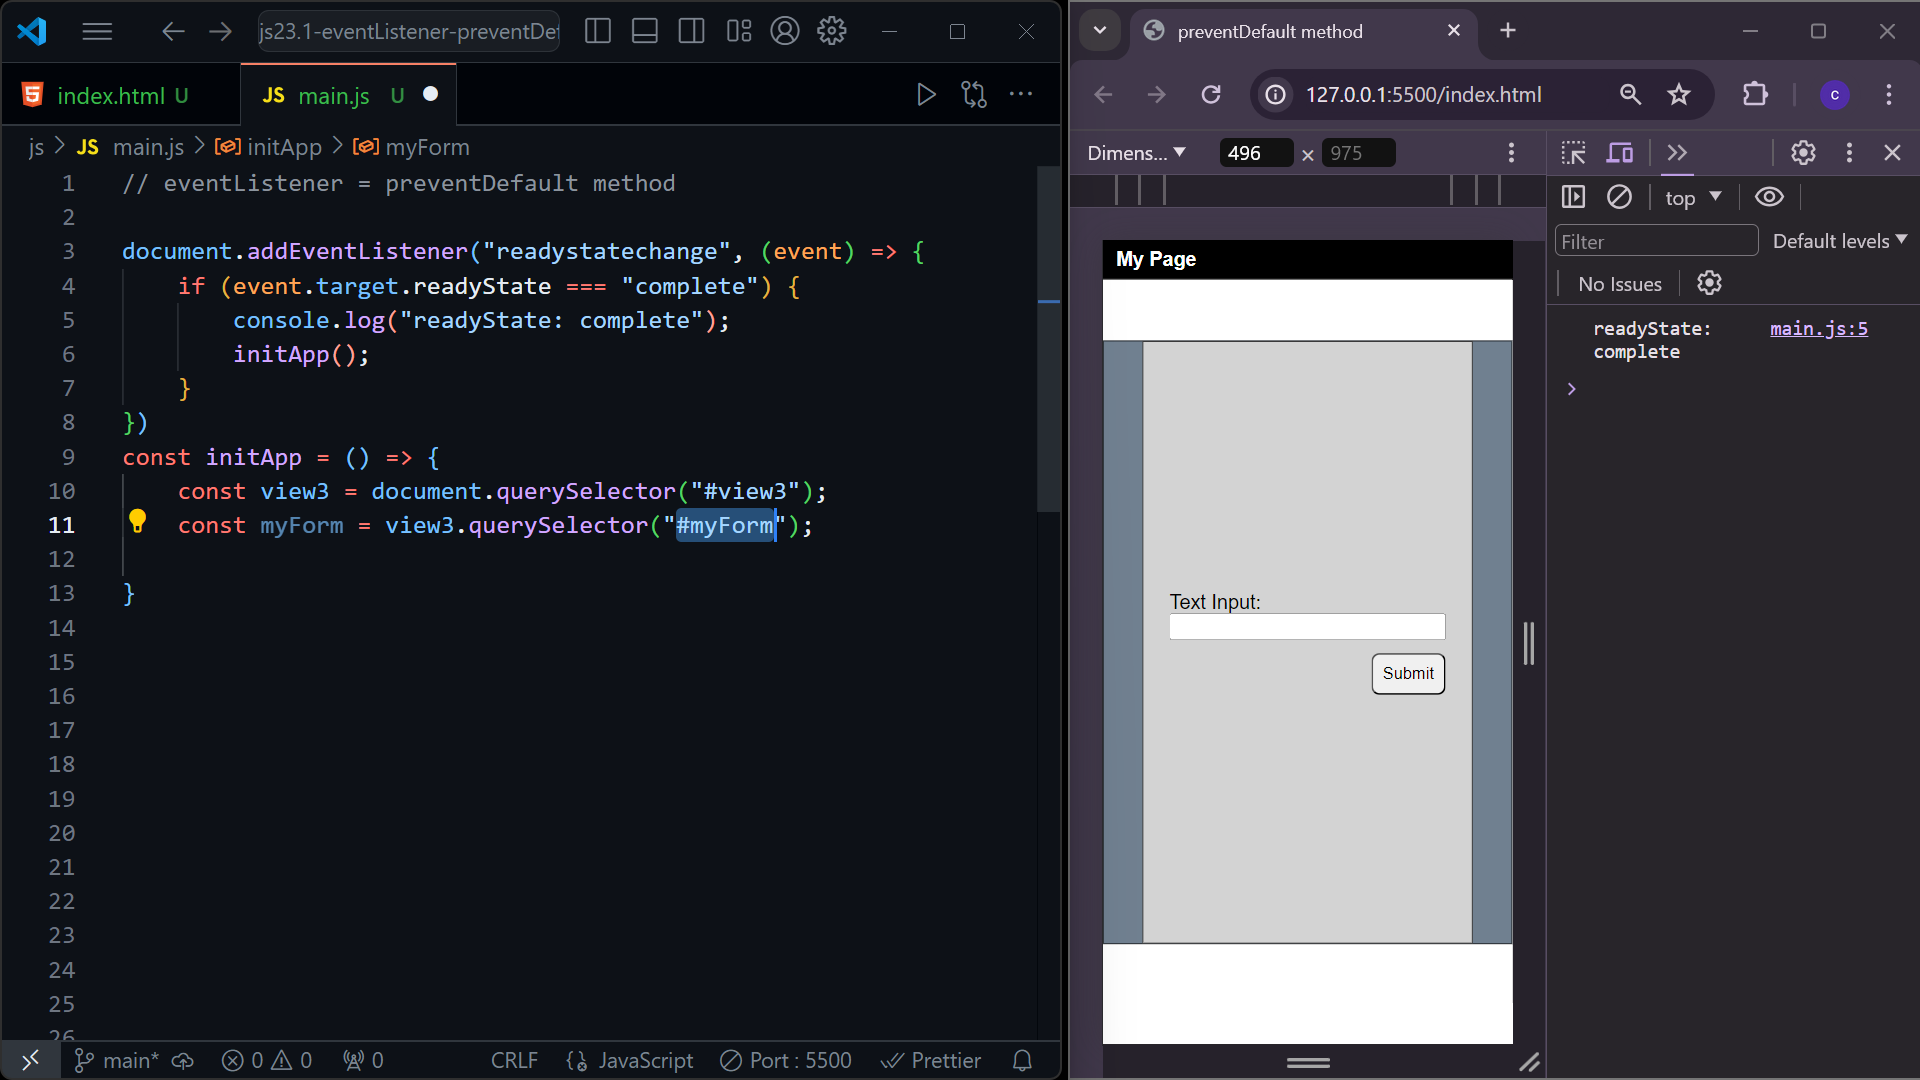 js23.1-eventListener-preventDe
index.html U
JS main.js U
js > JS main.js > initApp > myForm
1 // eventListener = preventDefault method
2
3 document.addEventListener("readystatechange", (event) => {
4 if (event.target.readyState === "complete") {
5 console.log("readyState: complete");
6 initApp();
7 }
8 })
9 const initApp = () => {
10 const view3 = document.querySelector("#view3");
11 const myForm = view3.querySelector("#myForm");
12
13 }
14
15
16
17
18
19
20
21
22
23
24
25
26
main* 0 0 0 CRLF {} JavaScript Port : 5500 Prettier
preventDefault method
127.0.0.1:5500/index.html
c
Dimens... 496 × 975
top
Filter
Default levels
No Issues
readyState: complete main.js:5
My Page
Text Input:
Submit